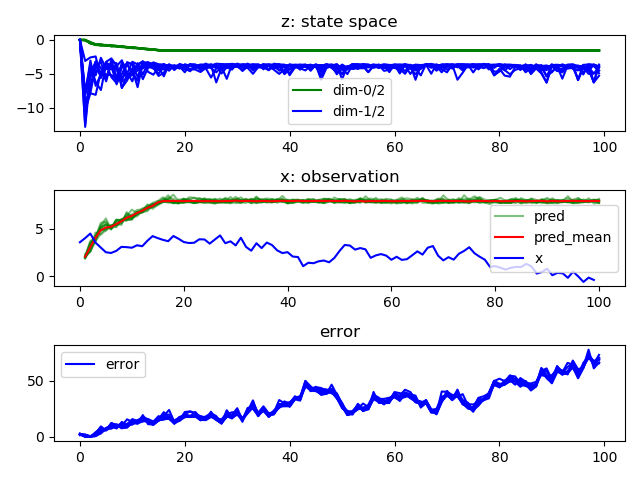 z: state space
0
−5
−10
dim-0/2
dim-1/2
0 20 40 60 80 100
x: observation
5
0
pred
pred_mean
x
0 20 40 60 80 100
error
50
0
error
0 20 40 60 80 100